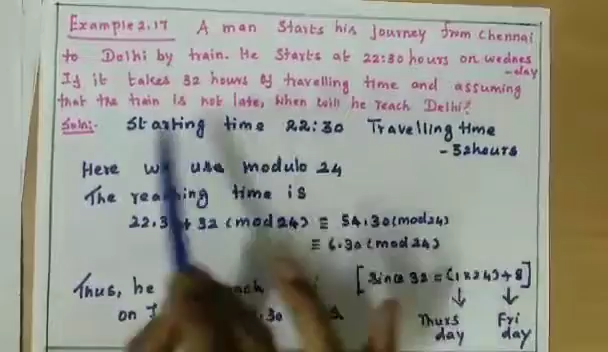 Example 2.17 A man starts his journey from Chennai
to Delhi by train. He starts at 22:30 hours on wednes
-day
If it takes 32 hours of travelling time and assuming
that the train is not late, when will he reach Delhi?
Soln:- Starting time 22:30 Travelling time
- 32hours
Here we use modulo 24
The reaching time is
22.3 + 32 (mod 24) ≡ 54.30 (mod 24)
≡ 6.30 (mod 24)
Thus, he [Since 32 = (1x24)+8]
on .30
Thurs Fri
day day